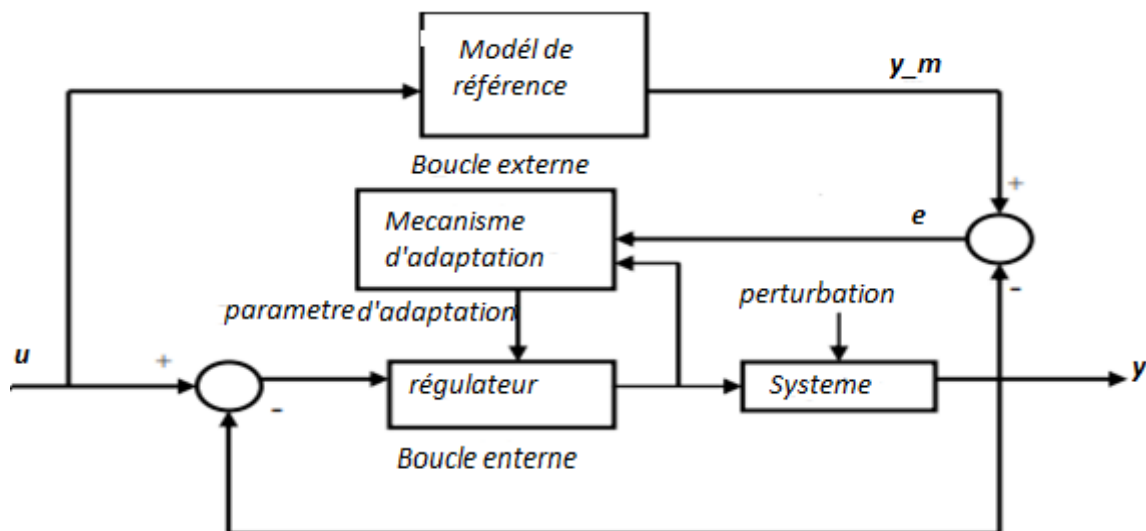 Modél de
référence
y_m
Boucle externe
+
Mecanisme
d'adaptation
e
-
parametre d'adaptation
perturbation
u
+
-
régulateur
Systeme
y
Boucle enterne